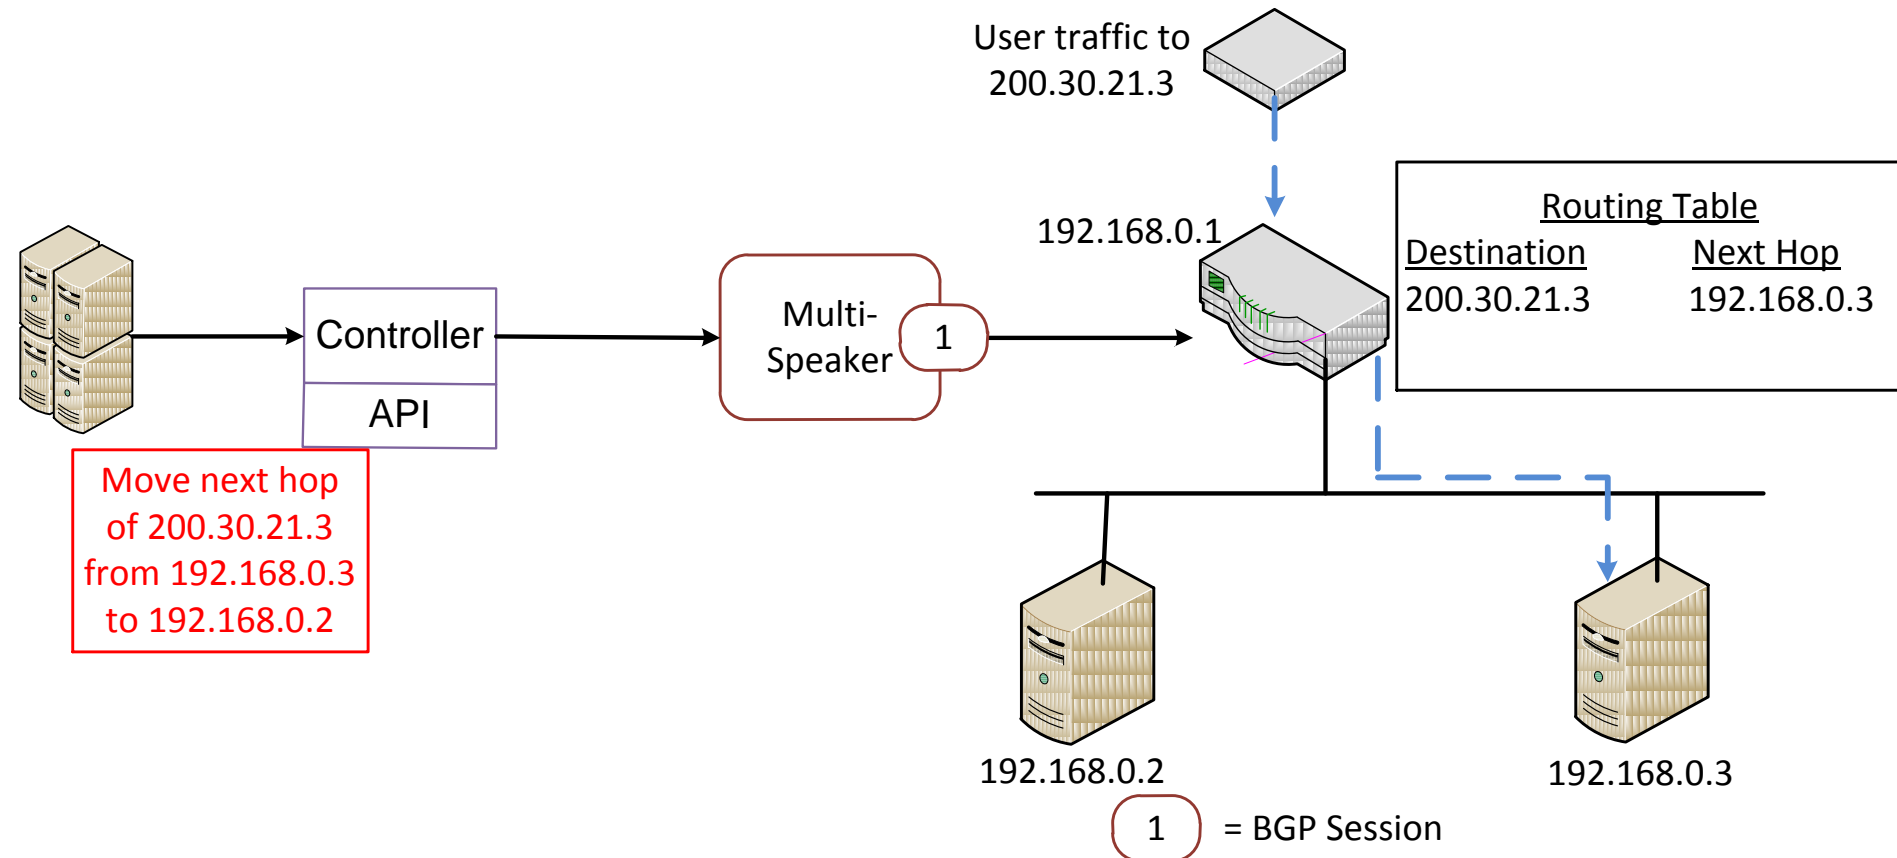 User traffic to
200.30.21.3
192.168.0.1
Routing Table
Destination Next Hop
200.30.21.3 192.168.0.3
Controller
API
Multi-
Speaker
1
Move next hop
of 200.30.21.3
from 192.168.0.3
to 192.168.0.2
192.168.0.2
192.168.0.3
1 = BGP Session